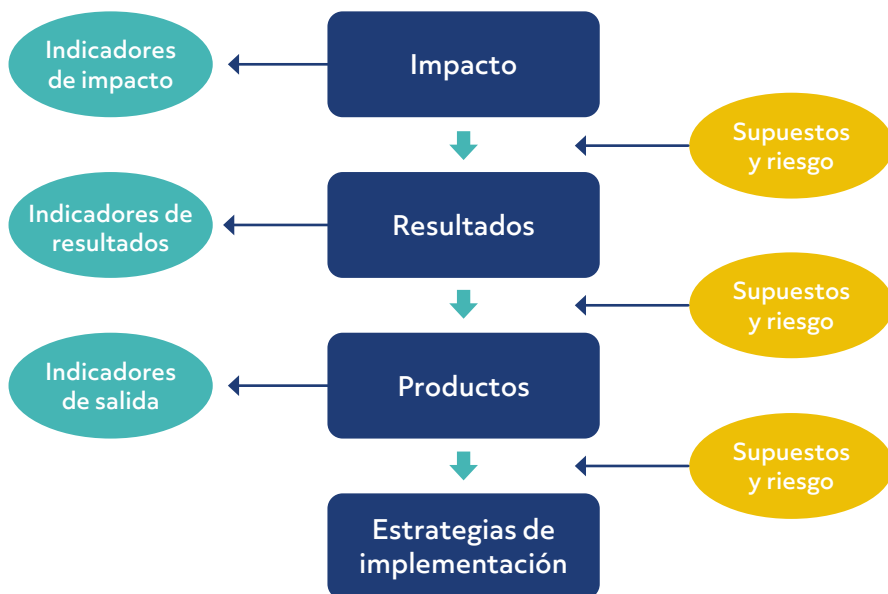 Indicadores
de impacto
Impacto
Supuestos
y riesgo
Indicadores de
resultados
Resultados
Supuestos
y riesgo
Indicadores
de salida
Productos
Supuestos
y riesgo
Estrategias de
implementación